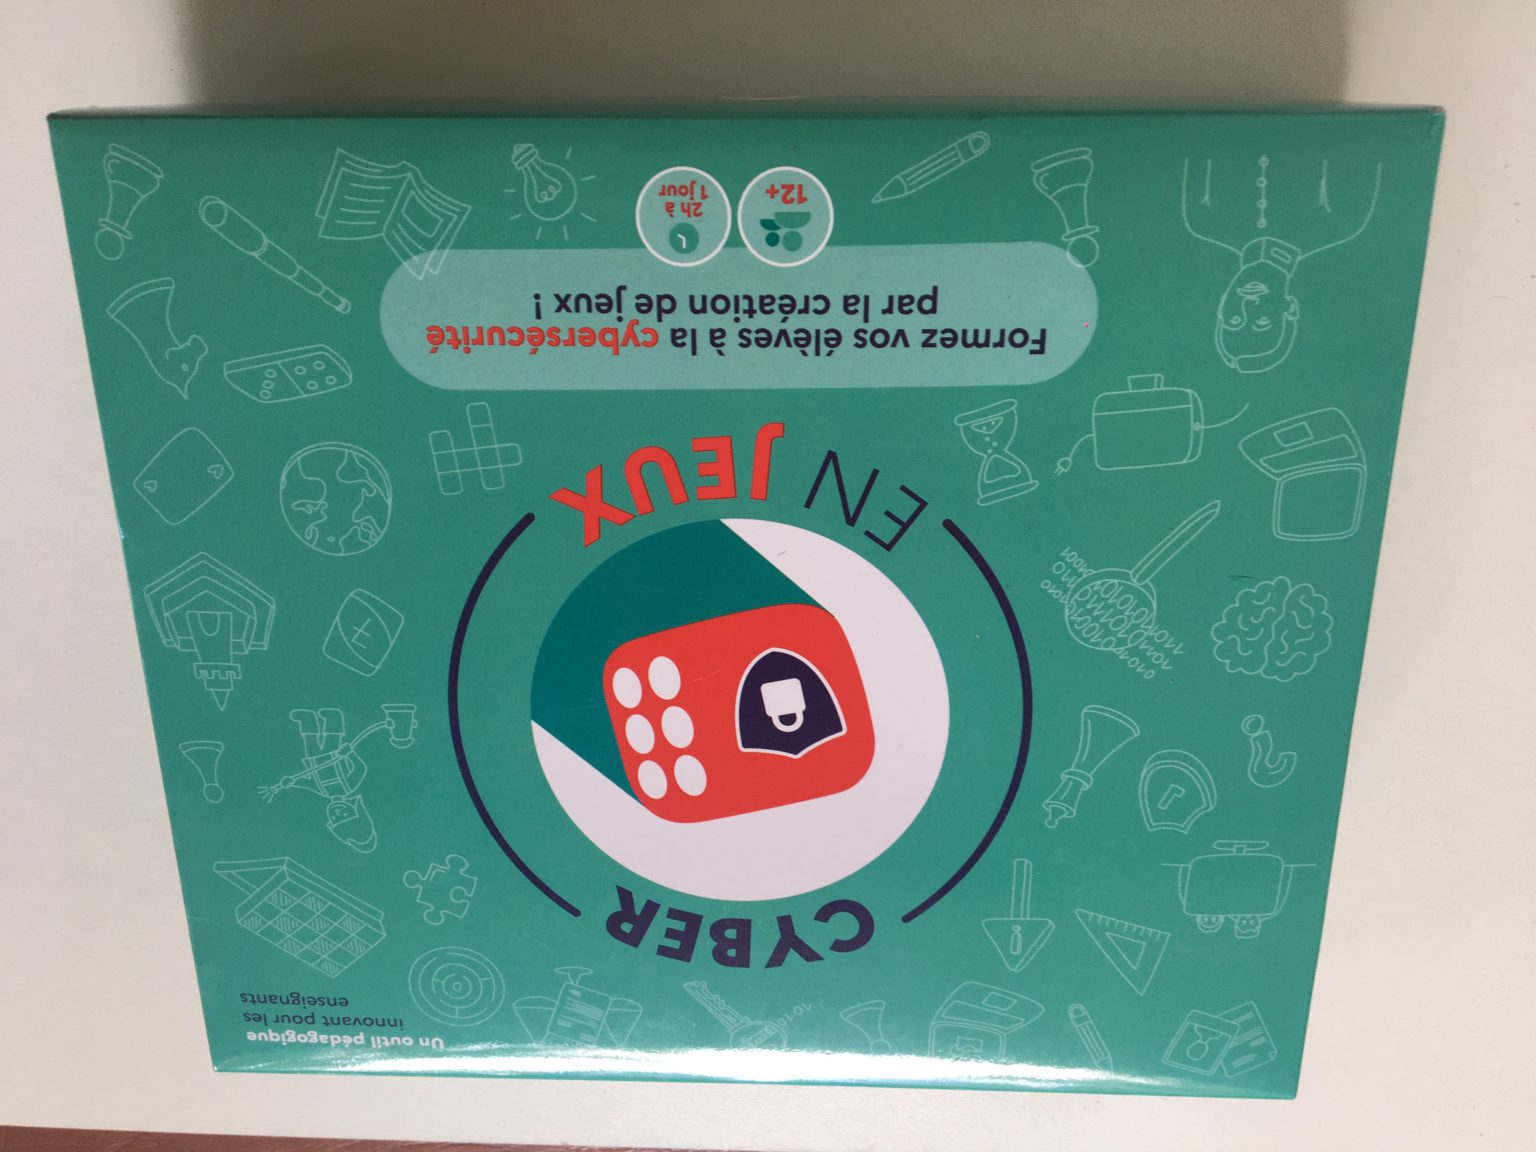 Un outil pédagogique
innovant pour les
enseignants
CYBER
EN JEUX
Formez vos élèves à la cybersécurité
par la création de jeux !
12+
2h à
1 jour